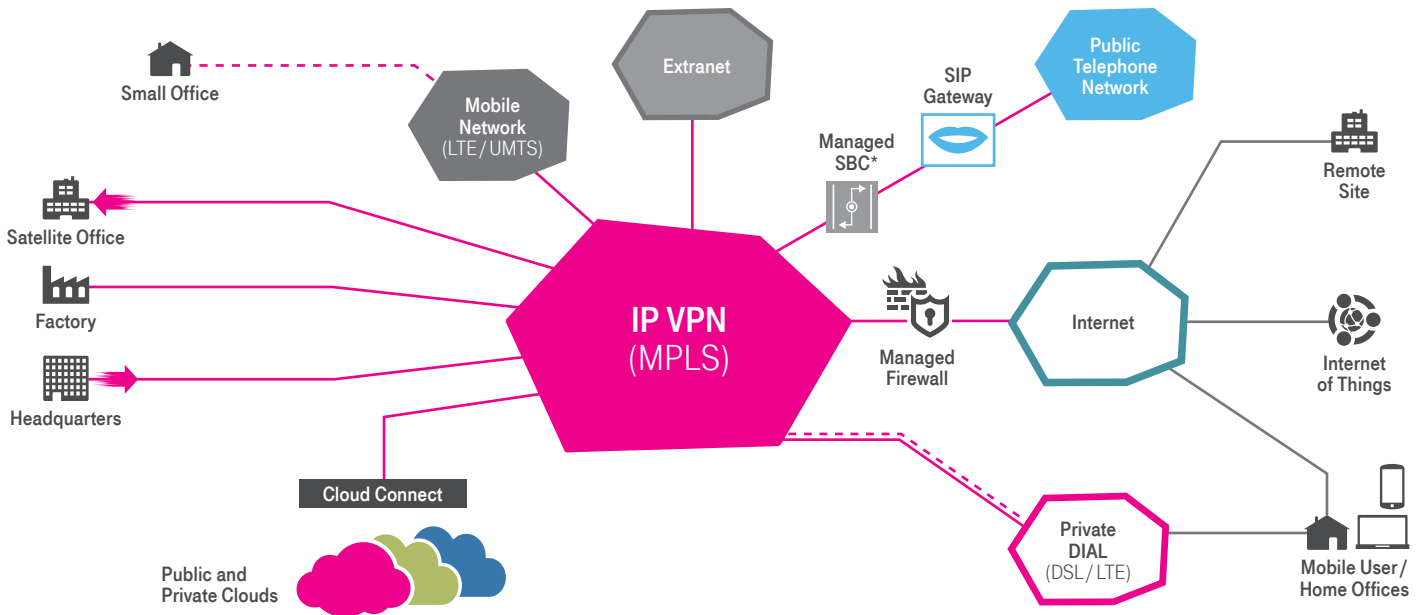 Small Office
Mobile
Network
(LTE/UMTS)
Extranet
SIP
Gateway
Public
Telephone
Network
Managed
SBC*
Remote
Site
Satellite Office
Factory
Headquarters
IP VPN
(MPLS)
Managed
Firewall
Internet
Internet
of Things
Cloud Connect
Public and
Private Clouds
Private
DIAL
(DSL/LTE)
Mobile User/
Home Offices